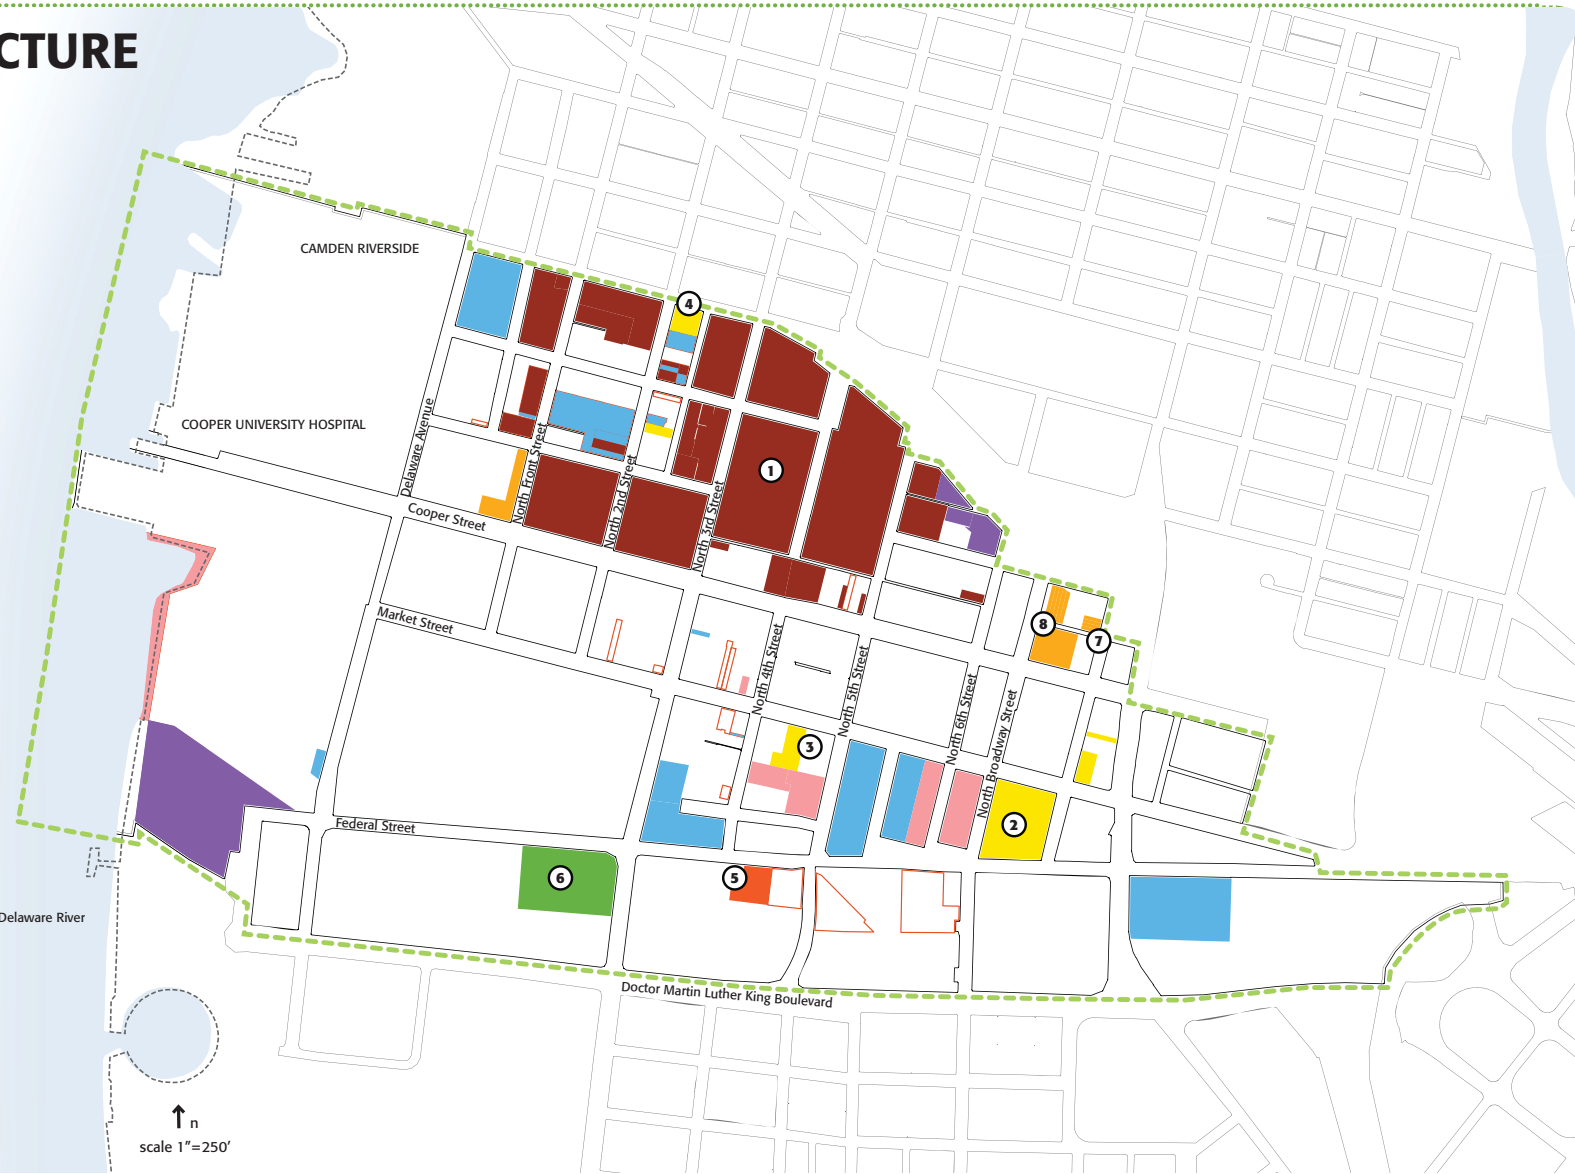 CTURE
CAMDEN RIVERSIDE
4
COOPER UNIVERSITY HOSPITAL
Delaware Avenue
North Front Street
North 2nd Street
North 3rd Street
1
Cooper Street
Market Street
8
7
North 4th Street
North 5th Street
North 6th Street
North Broadway Street
3
2
Federal Street
6
5
Delaware River
Doctor Martin Luther King Boulevard
n
scale 1"=250'